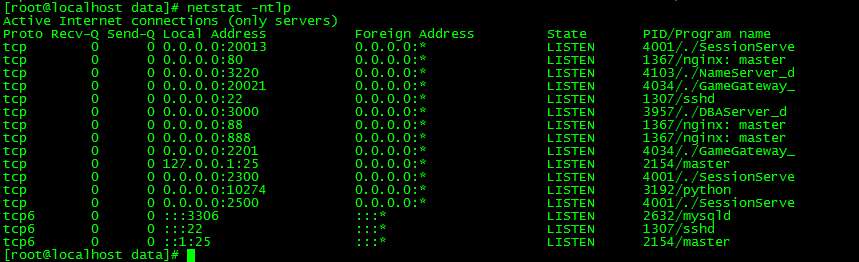 [root@localhost data]# netstat -ntlp
Active Internet connections (only servers)
Proto Recv-Q Send-Q Local Address           Foreign Address         State       PID/Program name
tcp        0      0 0.0.0.0:20013           0.0.0.0:*               LISTEN      4001/./SessionServe
tcp        0      0 0.0.0.0:80              0.0.0.0:*               LISTEN      1367/nginx: master
tcp        0      0 0.0.0.0:3220            0.0.0.0:*               LISTEN      4103/./NameServer_d
tcp        0      0 0.0.0.0:20021           0.0.0.0:*               LISTEN      4034/./GameGateway_
tcp        0      0 0.0.0.0:22              0.0.0.0:*               LISTEN      1307/sshd
tcp        0      0 0.0.0.0:3000            0.0.0.0:*               LISTEN      3957/./DBAServer_d
tcp        0      0 0.0.0.0:88              0.0.0.0:*               LISTEN      1367/nginx: master
tcp        0      0 0.0.0.0:888             0.0.0.0:*               LISTEN      1367/nginx: master
tcp        0      0 0.0.0.0:2201            0.0.0.0:*               LISTEN      4034/./GameGateway_
tcp        0      0 127.0.0.1:25            0.0.0.0:*               LISTEN      2154/master
tcp        0      0 0.0.0.0:2300            0.0.0.0:*               LISTEN      4001/./SessionServe
tcp        0      0 0.0.0.0:10274           0.0.0.0:*               LISTEN      3192/python
tcp        0      0 0.0.0.0:2500            0.0.0.0:*               LISTEN      4001/./SessionServe
tcp6       0      0 :::3306                 :::*                    LISTEN      2632/mysqld
tcp6       0      0 :::22                   :::*                    LISTEN      1307/sshd
tcp6       0      0 ::1:25                  :::*                    LISTEN      2154/master
[root@localhost data]#